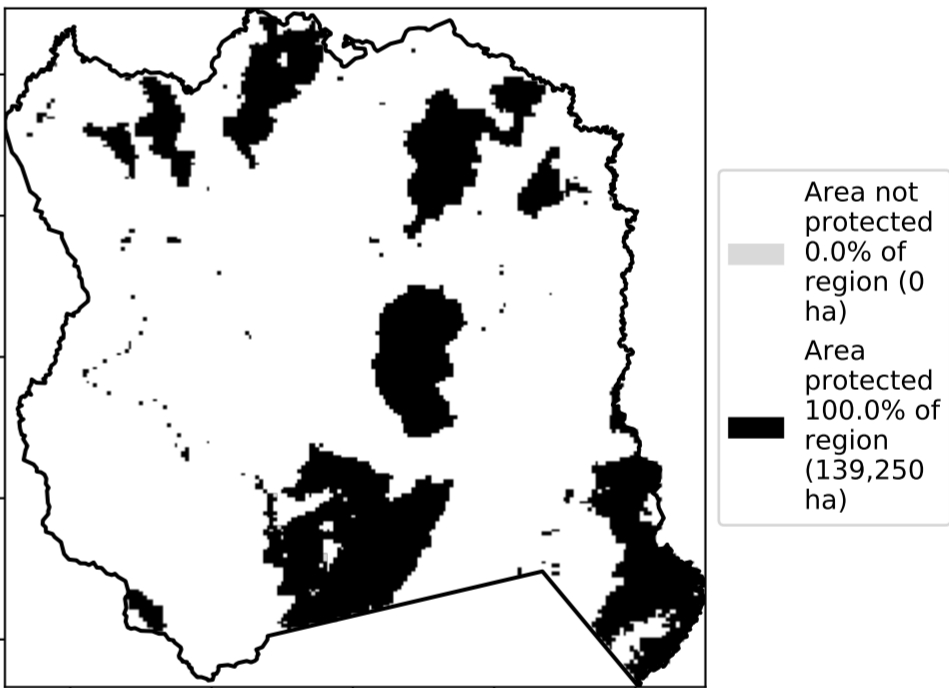 Area not
protected
0.0% of
region (0
ha)
Area
protected
100.0% of
region
(139,250
ha)